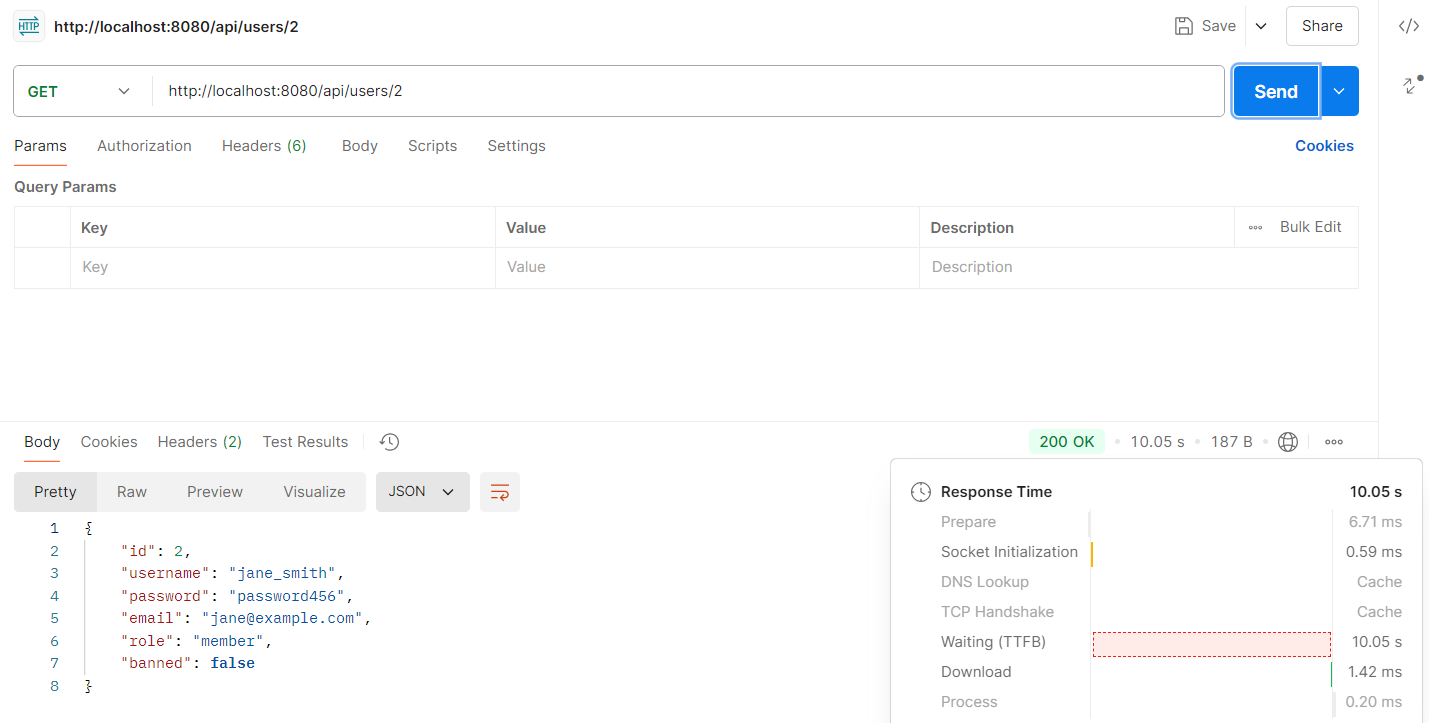 HTTP http://localhost:8080/api/users/2 Save Share
GET http://localhost:8080/api/users/2 Send
Params Authorization Headers (6) Body Scripts Settings Cookies
Query Params
Key Value Description Bulk Edit
Key Value Description
Body Cookies Headers (2) Test Results 200 OK • 10.05 s • 187 B
Pretty Raw Preview Visualize JSON
1 {
2 "id": 2,
3 "username": "jane_smith",
4 "password": "password456",
5 "email": "jane@example.com",
6 "role": "member",
7 "banned": false
8 }
Response Time 10.05 s
Prepare 6.71 ms
Socket Initialization 0.59 ms
DNS Lookup Cache
TCP Handshake Cache
Waiting (TTFB) 10.05 s
Download 1.42 ms
Process 0.20 ms